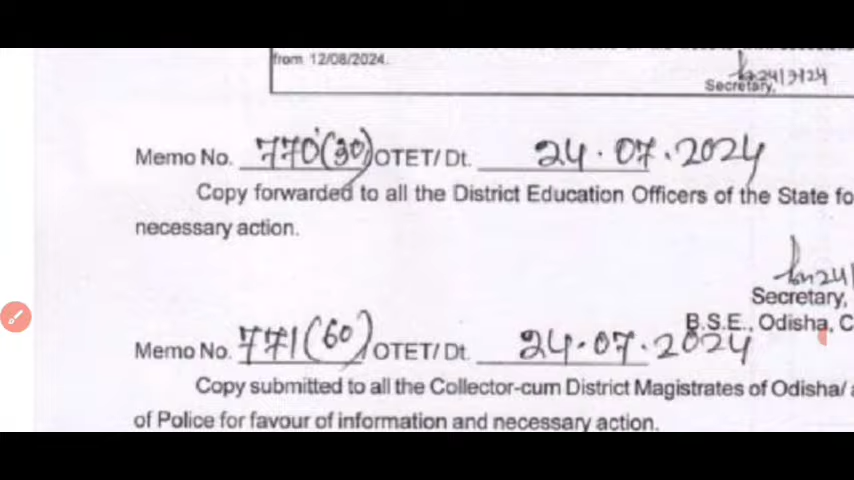 from 12/08/2024.
Secretary,
Memo No. 770(30) OTET/ Dt. 24.07.2024
Copy forwarded to all the District Education Officers of the State fo
necessary action.
Secretary,
B.S.E., Odisha, C
Memo No. 771(60) OTET/ Dt. 24.07.2024
Copy submitted to all the Collector-cum District Magistrates of Odisha/
of Police for favour of information and necessary action.